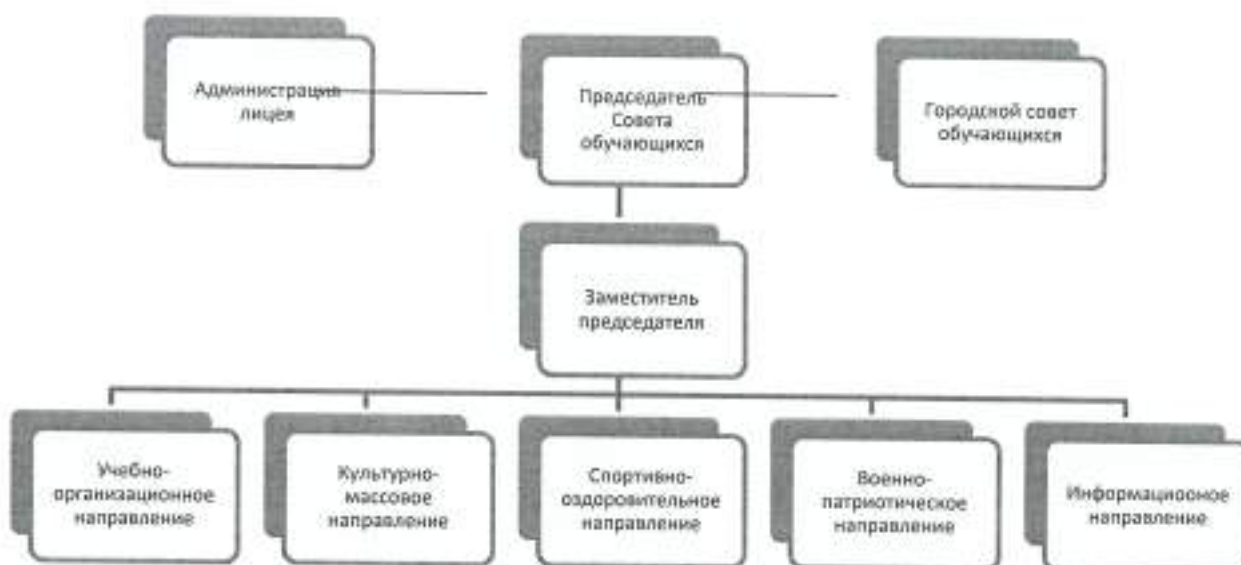 Администрация
лицея
Председатель
Совета
обучающихся
Городской совет
обучающихся
Заместитель
председателя
Учебно-
организационное
направление
Культурно-
массовое
направление
Спортивно-
оздоровительное
направление
Военно-
патриотическое
направление
Информациооное
направление